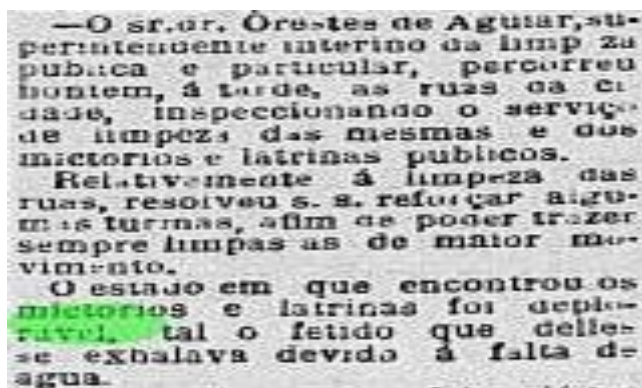 —O sr. dr. Orestes de Aguiar, su-
perintendente interino da limpeza
publica e particular, percorreu
hontem, á tarde, as ruas da ci-
dade, inspeccionando o serviço
de limpeza das mesmas e dos
mictorios e latrinas publicos.
Relativamente á limpeza das
ruas, resolveu s. s. reforçar algu-
mas turmas, afim de poder trazer
sempre limpas as de maior mo-
vimento.
O estado em que encontrou os
mictorios e latrinas foi deplo-
ravel, tal o fetido que delles
se exhalava devido á falta de
agua.